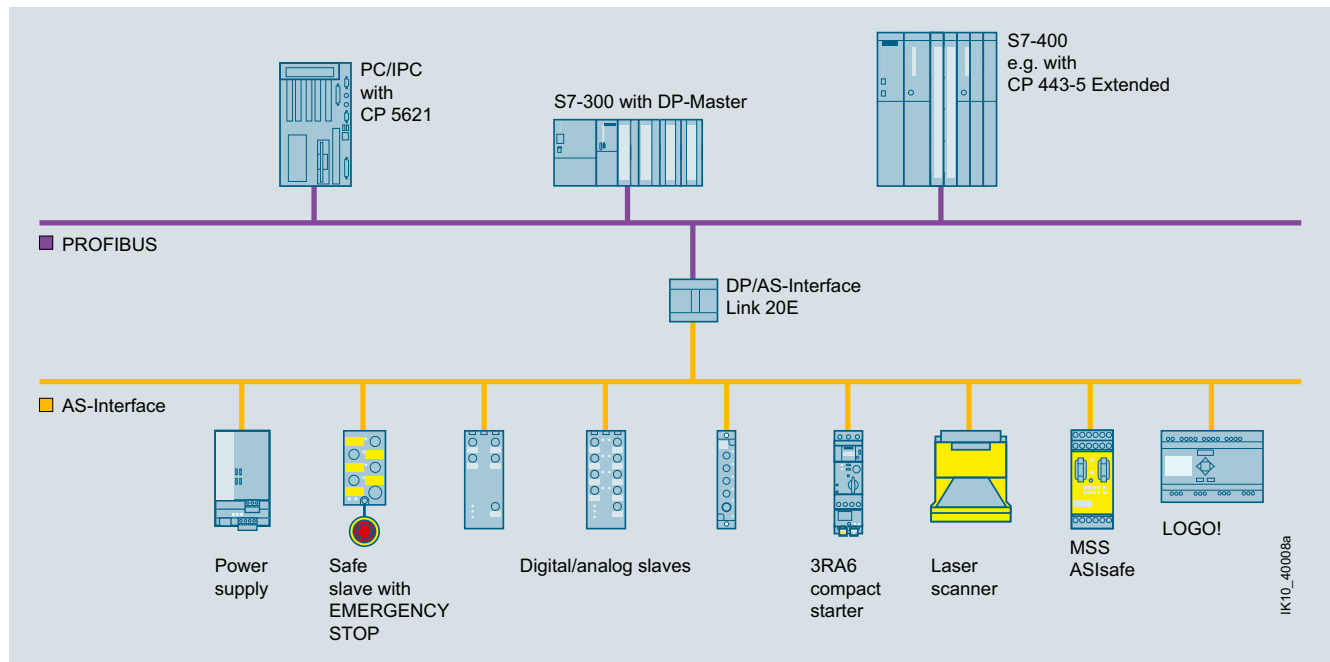 PC/IPC
with
CP 5621
S7-300 with DP-Master
S7-400
e.g. with
CP 443-5 Extended
PROFIBUS
DP/AS-Interface
Link 20E
AS-Interface
Power
supply
Safe
slave with
EMERGENCY
STOP
Digital/analog slaves
3RA6
compact
starter
Laser
scanner
MSS
ASIsafe
LOGO!
IK10_40008a